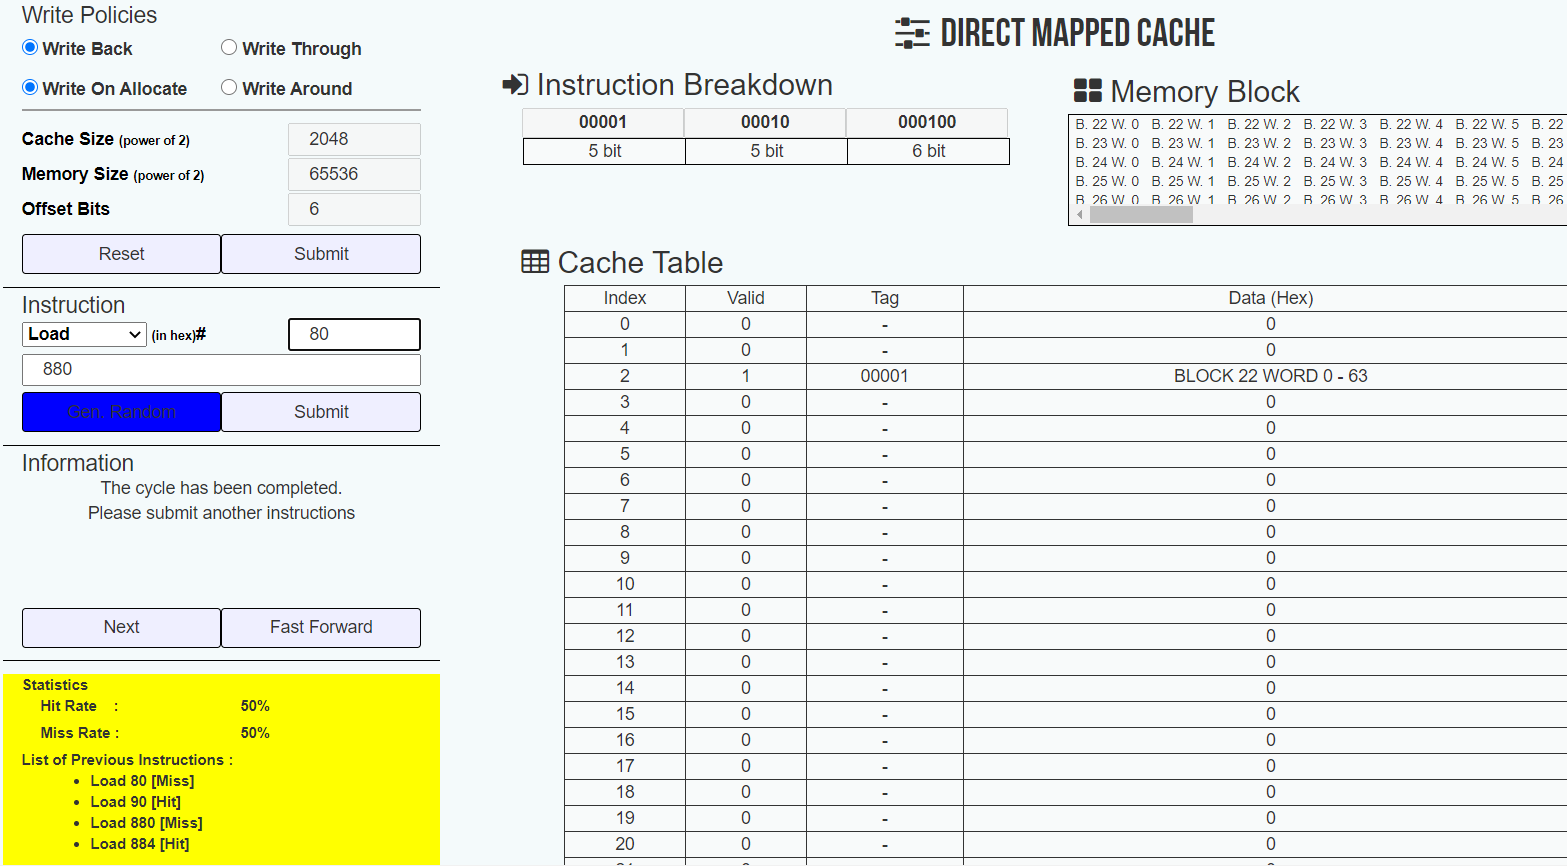 Write Policies
Write Back Write Through
Write On Allocate Write Around
Cache Size (power of 2) 2048
Memory Size (power of 2) 65536
Offset Bits 6
Reset Submit
Instruction
Load (in hex)# 80
880
Gen. Random Submit
Information
The cycle has been completed.
Please submit another instructions
Next Fast Forward
Statistics
Hit Rate : 50%
Miss Rate : 50%
List of Previous Instructions :
• Load 80 [Miss]
• Load 90 [Hit]
• Load 880 [Miss]
• Load 884 [Hit]
DIRECT MAPPED CACHE
Instruction Breakdown
00001 00010 000100
5 bit 5 bit 6 bit
Memory Block
B. 22 W. 0 B. 22 W. 1 B. 22 W. 2 B. 22 W. 3 B. 22 W. 4 B. 22 W. 5 B. 22
B. 23 W. 0 B. 23 W. 1 B. 23 W. 2 B. 23 W. 3 B. 23 W. 4 B. 23 W. 5 B. 23
B. 24 W. 0 B. 24 W. 1 B. 24 W. 2 B. 24 W. 3 B. 24 W. 4 B. 24 W. 5 B. 24
B. 25 W. 0 B. 25 W. 1 B. 25 W. 2 B. 25 W. 3 B. 25 W. 4 B. 25 W. 5 B. 25
B. 26 W. 0 B. 26 W. 1 B. 26 W. 2 B. 26 W. 3 B. 26 W. 4 B. 26 W. 5 B. 26
Cache Table
Index Valid Tag Data (Hex)
0 0 - 0
1 0 - 0
2 1 00001 BLOCK 22 WORD 0 - 63
3 0 - 0
4 0 - 0
5 0 - 0
6 0 - 0
7 0 - 0
8 0 - 0
9 0 - 0
10 0 - 0
11 0 - 0
12 0 - 0
13 0 - 0
14 0 - 0
15 0 - 0
16 0 - 0
17 0 - 0
18 0 - 0
19 0 - 0
20 0 - 0